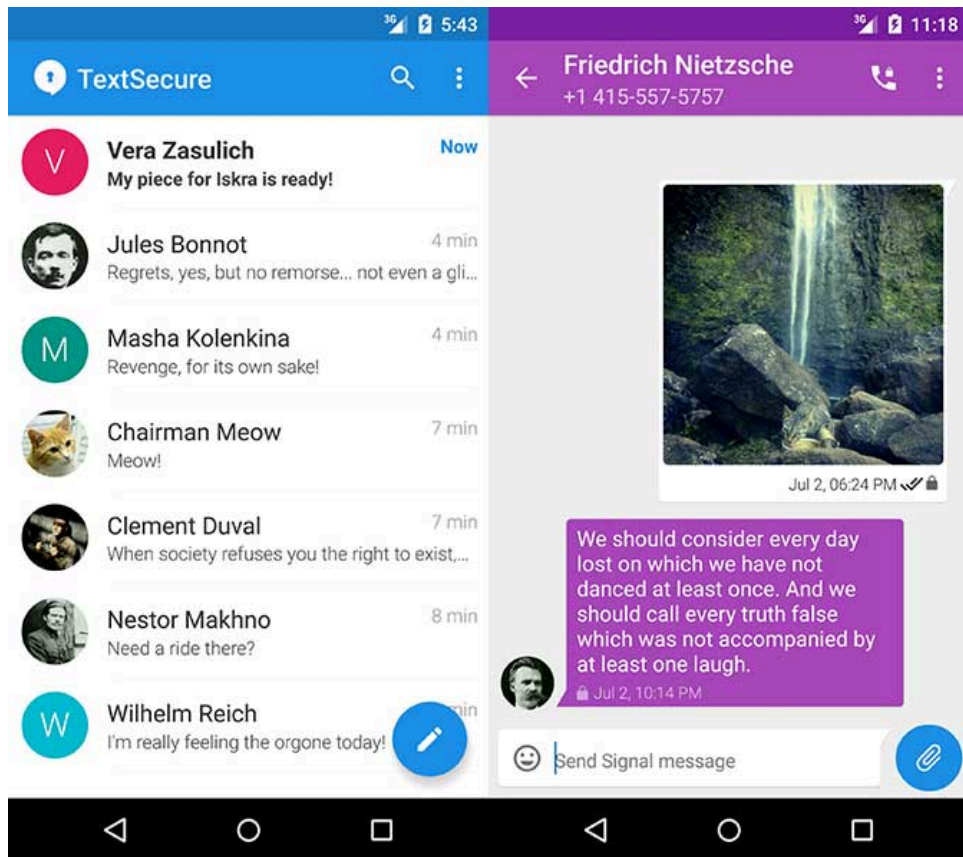 3G 5:43
TextSecure
Vera Zasulich
Now
My piece for Iskra is ready!
V
Jules Bonnot
4 min
Regrets, yes, but no remorse... not even a gli...
Masha Kolenkina
4 min
M
Revenge, for its own sake!
Chairman Meow
7 min
Meow!
Clement Duval
7 min
When society refuses you the right to exist,...
Nestor Makhno
8 min
Need a ride there?
Wilhelm Reich
min
W
I'm really feeling the orgone today!
3G 11:18
Friedrich Nietzsche
+1 415-557-5757
Jul 2, 06:24 PM
We should consider every day
lost on which we have not
danced at least once. And we
should call every truth false
which was not accompanied by
at least one laugh.
Jul 2, 10:14 PM
Send Signal message